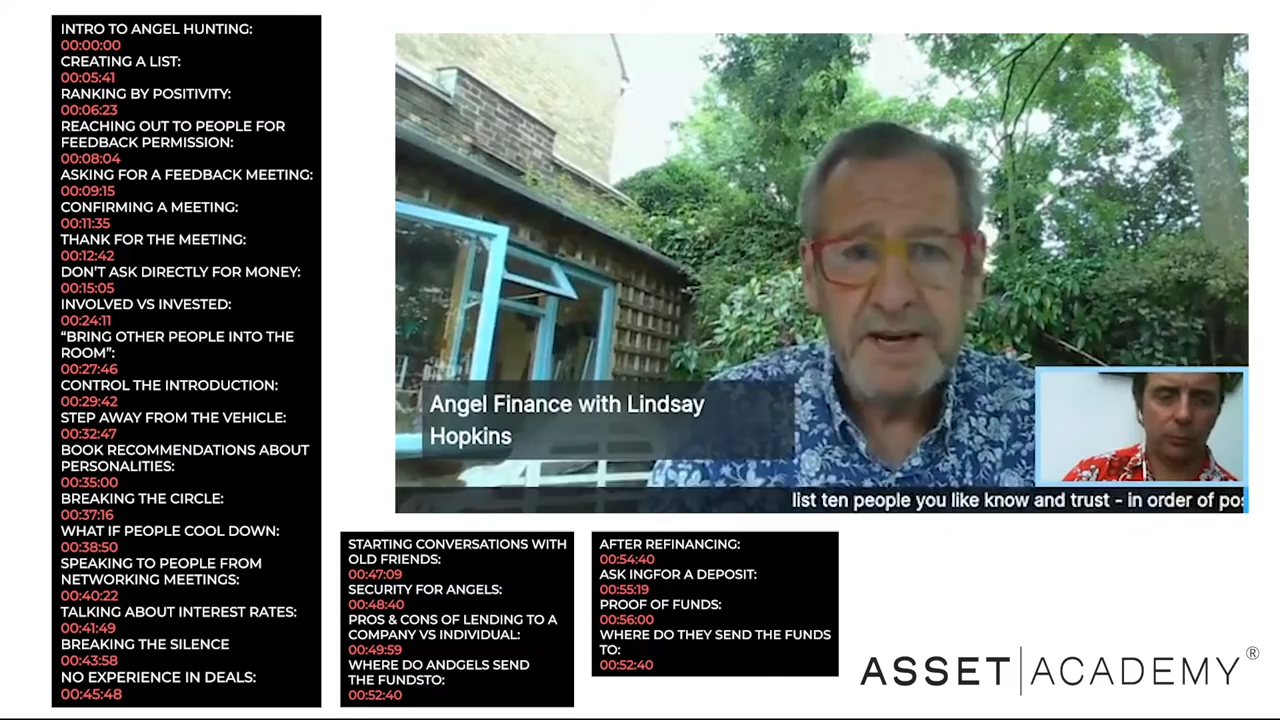 INTRO TO ANGEL HUNTING:
00:00:00
CREATING A LIST:
00:05:41
RANKING BY POSITIVITY:
00:06:23
REACHING OUT TO PEOPLE FOR
FEEDBACK PERMISSION:
00:08:04
ASKING FOR A FEEDBACK MEETING:
00:09:15
CONFIRMING A MEETING:
00:11:35
THANK FOR THE MEETING:
00:12:42
DON'T ASK DIRECTLY FOR MONEY:
00:15:05
INVOLVED VS INVESTED:
00:24:11
“BRING OTHER PEOPLE INTO THE
ROOM”:
00:27:46
CONTROL THE INTRODUCTION:
00:29:42
STEP AWAY FROM THE VEHICLE:
00:32:47
BOOK RECOMMENDATIONS ABOUT
PERSONALITIES:
00:35:00
BREAKING THE CIRCLE:
00:37:16
WHAT IF PEOPLE COOL DOWN:
00:38:50
SPEAKING TO PEOPLE FROM
NETWORKING MEETINGS:
00:40:22
TALKING ABOUT INTEREST RATES:
00:41:49
BREAKING THE SILENCE
00:43:58
NO EXPERIENCE IN DEALS:
00:45:48
Angel Finance with Lindsay
Hopkins
list ten people you like know and trust - in order of pos
STARTING CONVERSATIONS WITH
OLD FRIENDS:
00:47:09
SECURITY FOR ANGELS:
00:48:40
PROS & CONS OF LENDING TO A
COMPANY VS INDIVIDUAL:
00:49:59
WHERE DO ANDGELS SEND
THE FUNDSTO:
00:52:40
AFTER REFINANCING:
00:54:40
ASK INGFOR A DEPOSIT:
00:55:19
PROOF OF FUNDS:
00:56:00
WHERE DO THEY SEND THE FUNDS
TO:
00:52:40
ASSET|ACADEMY®